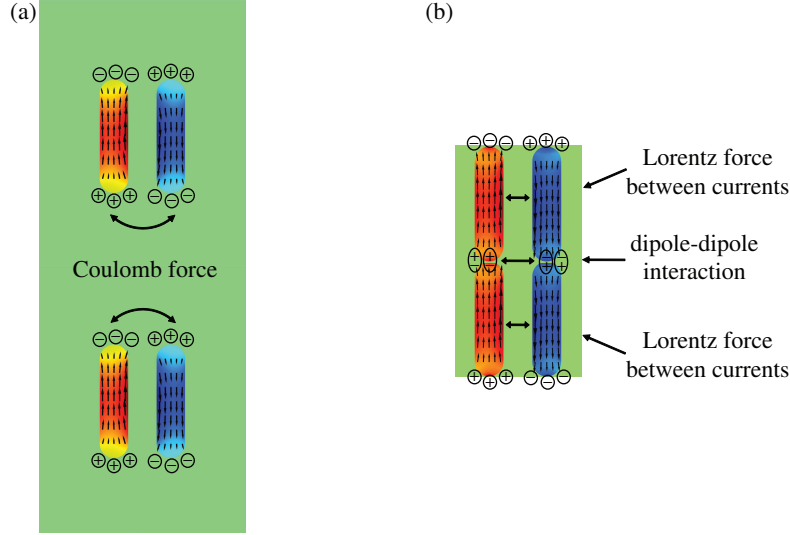 (a)
Coulomb force
(b)
Lorentz force
between currents
dipole-dipole
interaction
Lorentz force
between currents